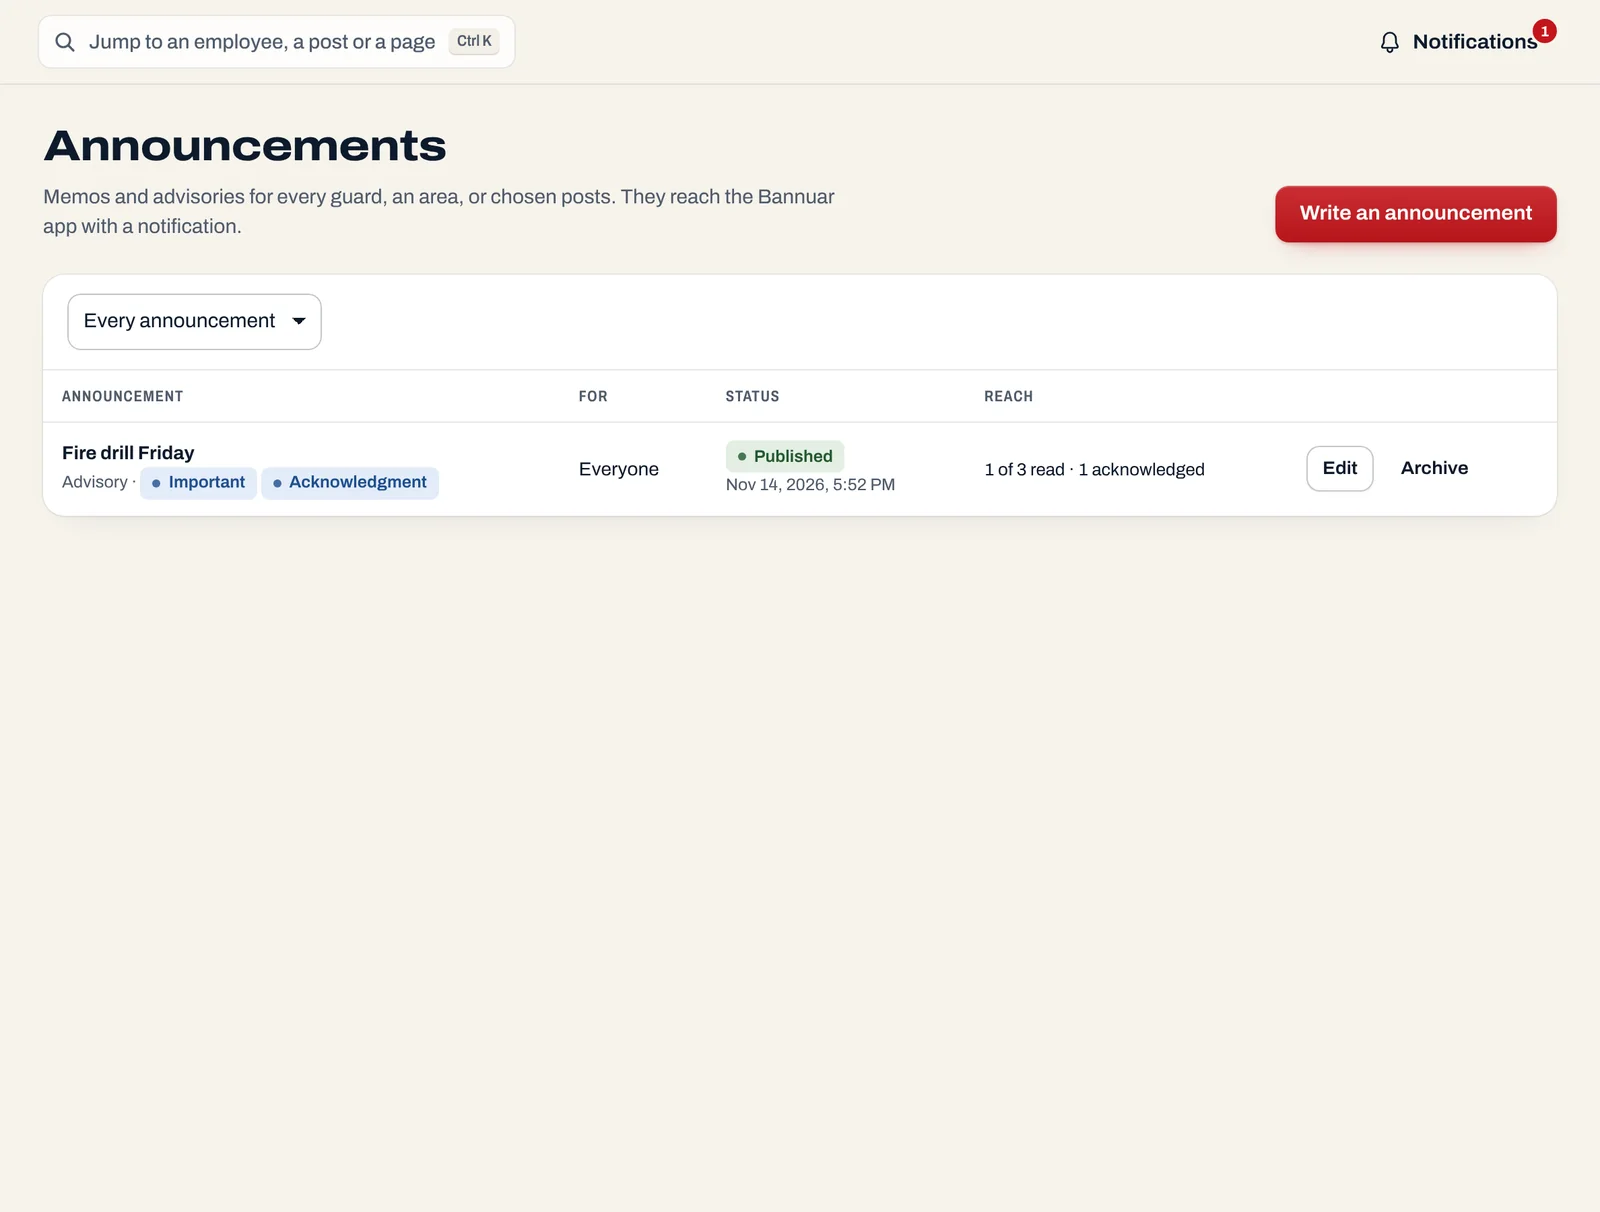 Jump to an employee, a post or a page Ctrl K
Notifications 1
Announcements
Memos and advisories for every guard, an area, or chosen posts. They reach the Bannuar
app with a notification.
Write an announcement
Every announcement
ANNOUNCEMENT FOR STATUS REACH
Fire drill Friday
Advisory · Important Acknowledgment
Everyone
Published
Nov 14, 2026, 5:52 PM
1 of 3 read · 1 acknowledged
Edit Archive